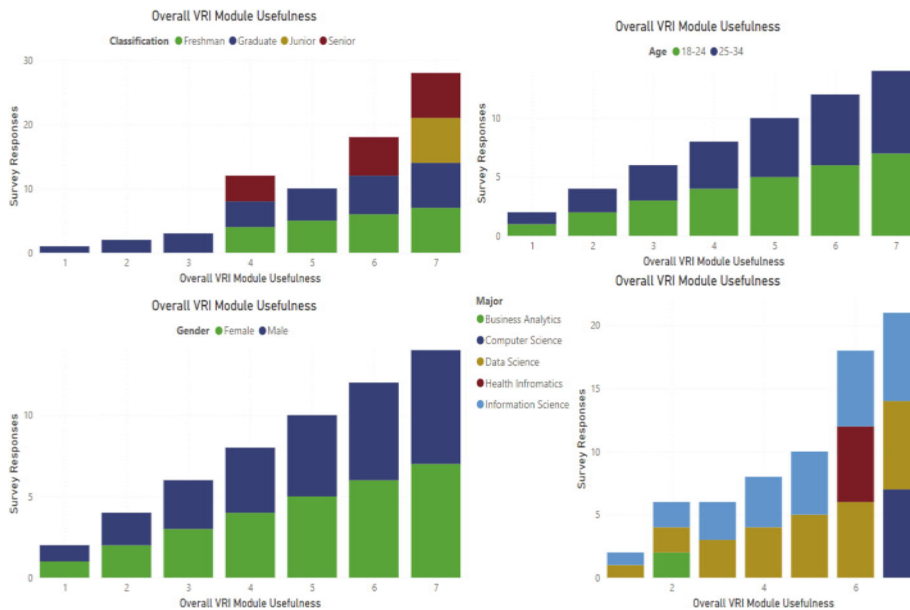 Overall VRI Module Usefulness
Classification Freshman Graduate Junior Senior
30
20
10
0
Survey Responses
1 2 3 4 5 6 7
Overall VRI Module Usefulness
Overall VRI Module Usefulness
Age 18-24 25-34
10
5
0
Survey Responses
1 2 3 4 5 6 7
Overall VRI Module Usefulness
Overall VRI Module Usefulness
Gender Female Male
10
5
0
Survey Responses
1 2 3 4 5 6 7
Overall VRI Module Usefulness
Overall VRI Module Usefulness
Major
Business Analytics
Computer Science
Data Science
Health Infromatics
Information Science
20
15
10
5
0
Survey Responses
2 4 6
Overall VRI Module Usefulness